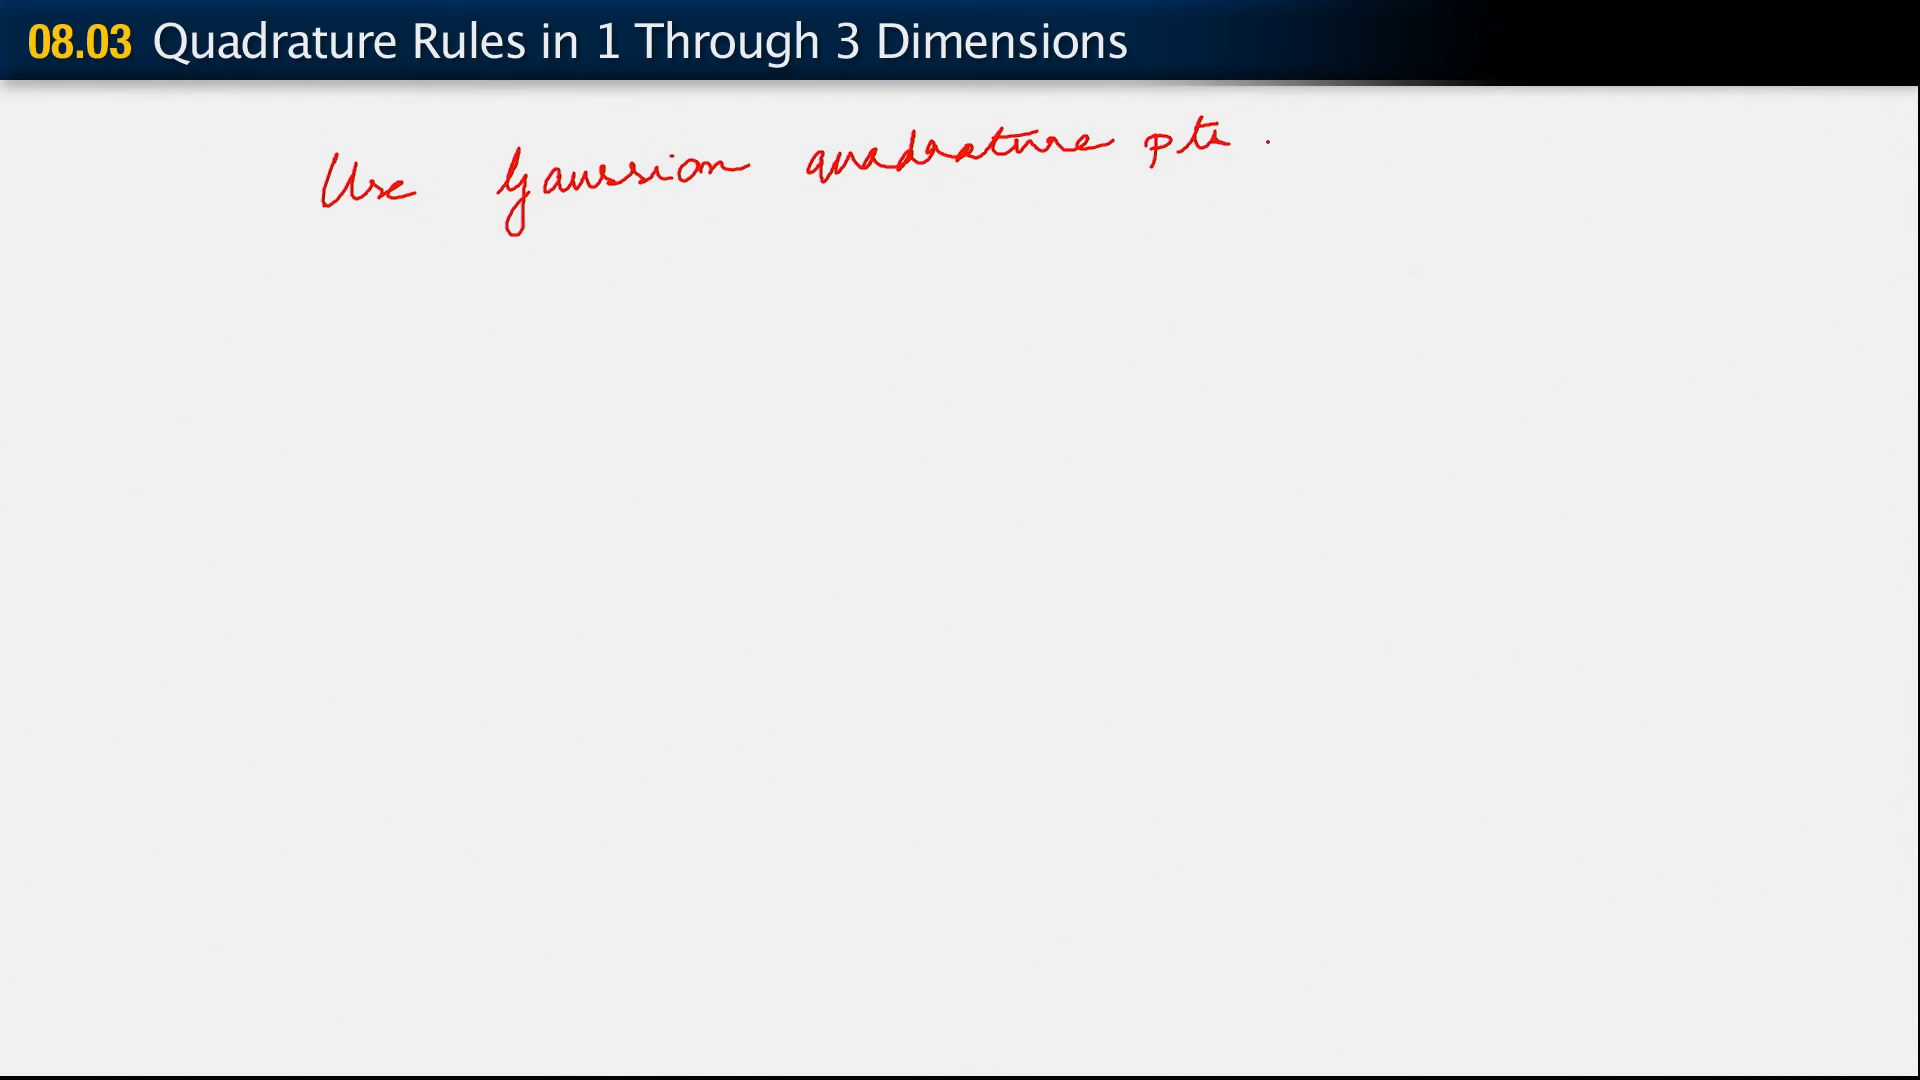 08.03 Quadrature Rules in 1 Through 3 Dimensions
Use Gaussian quadrature pts.